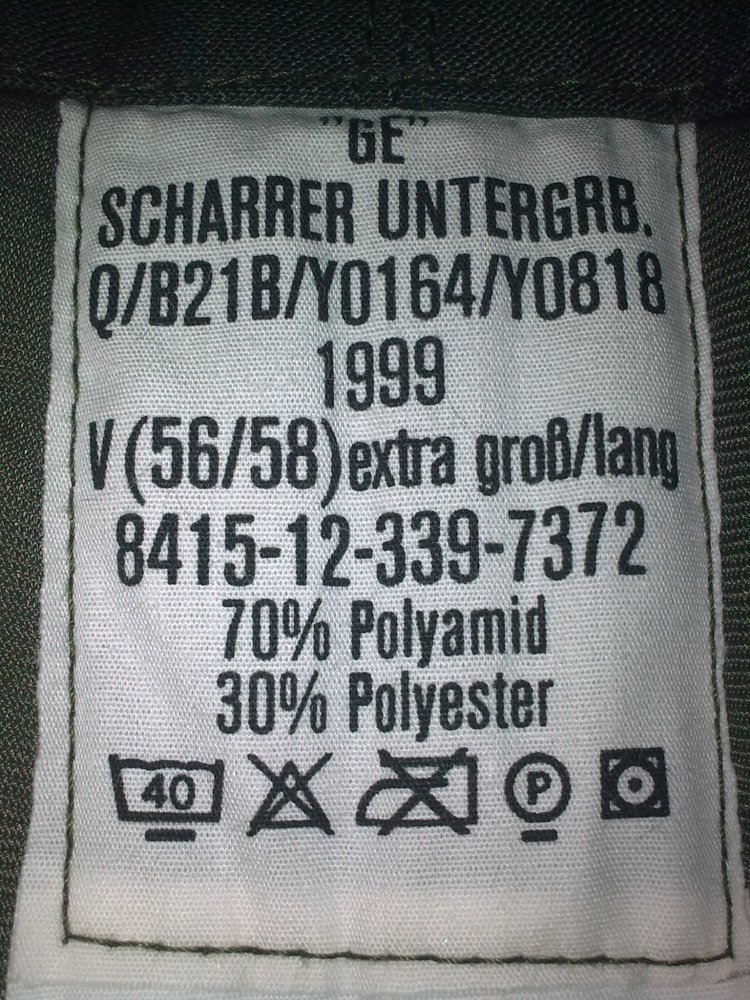 "GE"
SCHARRER UNTERGRB.
Q/B21B/Y0164/Y0818
1999
V (56/58) extra groß/lang
8415-12-339-7372
70% Polyamid
30% Polyester
40 P